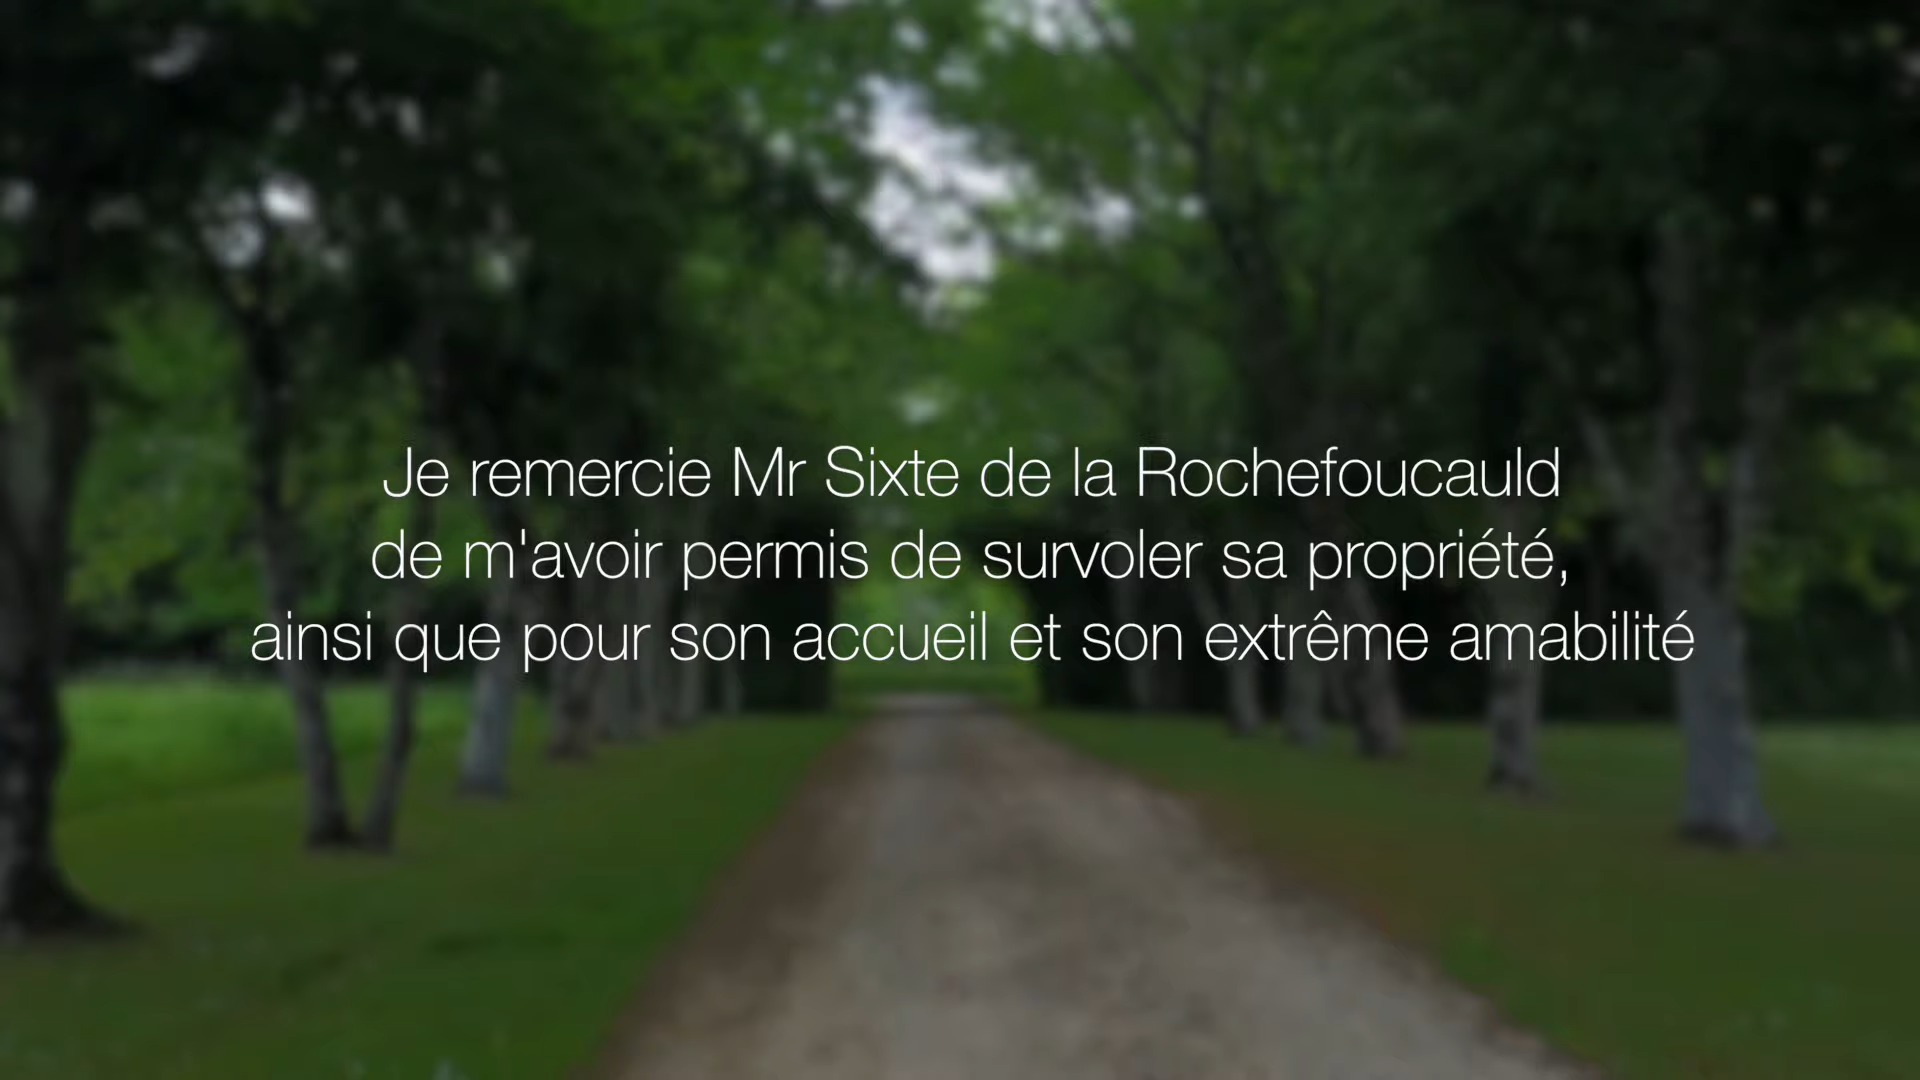 Je remercie Mr Sixte de la Rochefoucauld
de m'avoir permis de survoler sa propriété,
ainsi que pour son accueil et son extrême amabilité